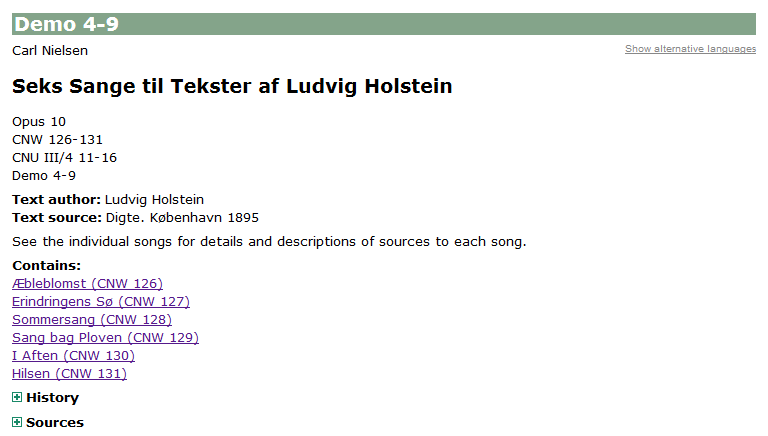 Demo 4-9
Carl Nielsen
Show alternative languages
Seks Sange til Tekster af Ludvig Holstein
Opus 10
CNW 126-131
CNU III/4 11-16
Demo 4-9
Text author: Ludvig Holstein
Text source: Digte. København 1895
See the individual songs for details and descriptions of sources to each song.
Contains:
Æbleblomst (CNW 126)
Erindringens Sø (CNW 127)
Sommersang (CNW 128)
Sang bag Ploven (CNW 129)
I Aften (CNW 130)
Hilsen (CNW 131)
History
Sources